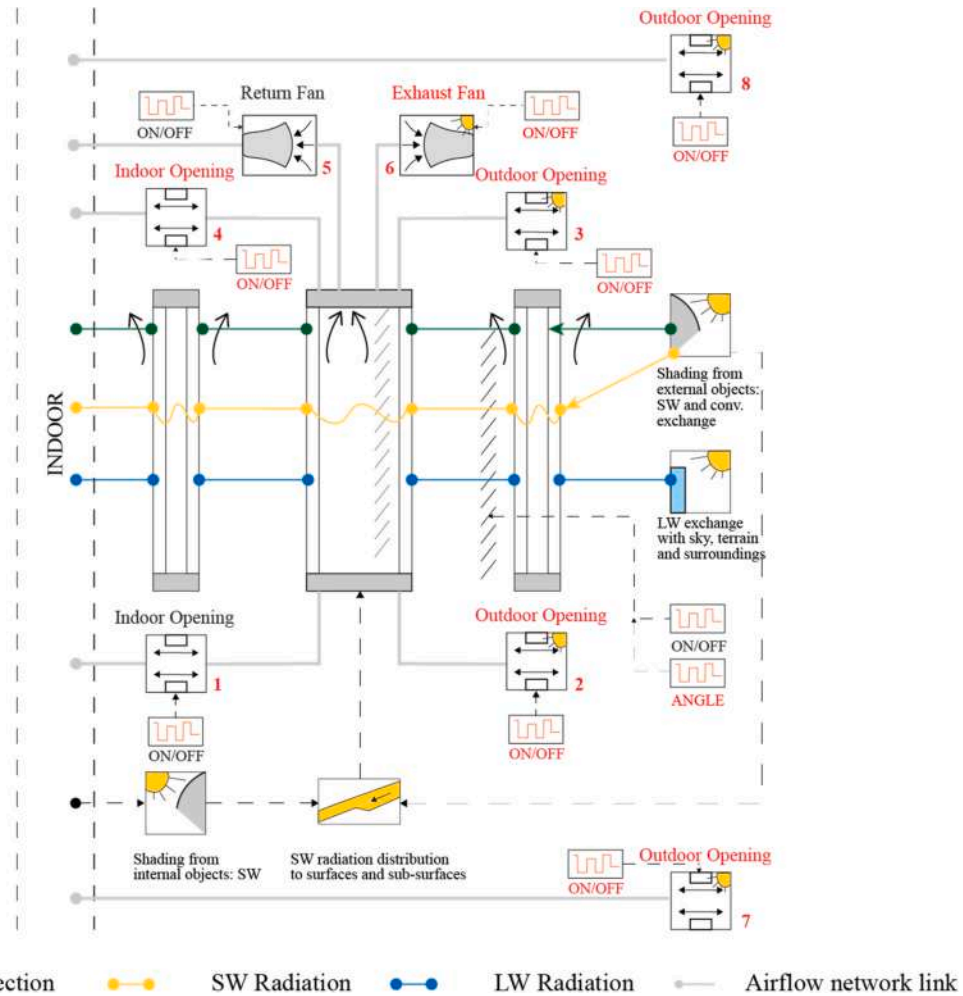 Outdoor Opening
8
ON/OFF
Return Fan
ON/OFF
5
Exhaust Fan
ON/OFF
6
Indoor Opening
4
ON/OFF
Outdoor Opening
3
ON/OFF
INDOOR
Shading from
external objects:
SW and conv.
exchange
LW exchange
with sky, terrain
and surroundings
Indoor Opening
1
ON/OFF
Outdoor Opening
2
ON/OFF
ON/OFF
ANGLE
Shading from
internal objects: SW
SW radiation distribution
to surfaces and sub-surfaces
Outdoor Opening
ON/OFF
7
ection
SW Radiation
LW Radiation
Airflow network link